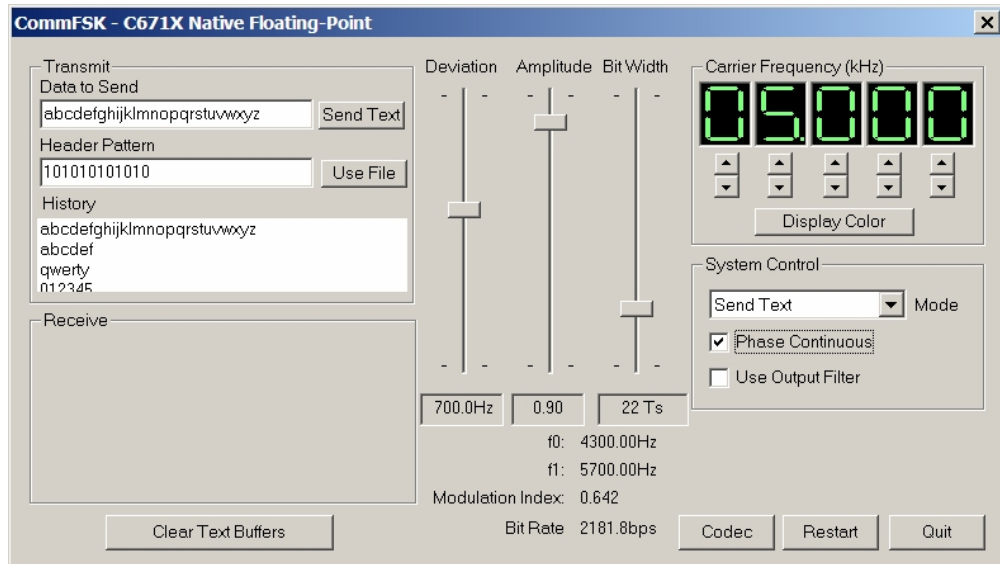 CommFSK - C671X Native Floating-Point
Transmit
Data to Send
abcdefghijklmnopqrstuvwxyz
Send Text
Header Pattern
101010101010
Use File
History
abcdefghijklmnopqrstuvwxyz
abcdef
qwerty
012345
Receive
Clear Text Buffers
Deviation Amplitude Bit Width
700.0Hz 0.90 22 Ts
f0: 4300.00Hz
f1: 5700.00Hz
Modulation Index: 0.642
Bit Rate 2181.8bps
Carrier Frequency (kHz)
05.000
Display Color
System Control
Send Text Mode
Phase Continuous
Use Output Filter
Codec Restart Quit